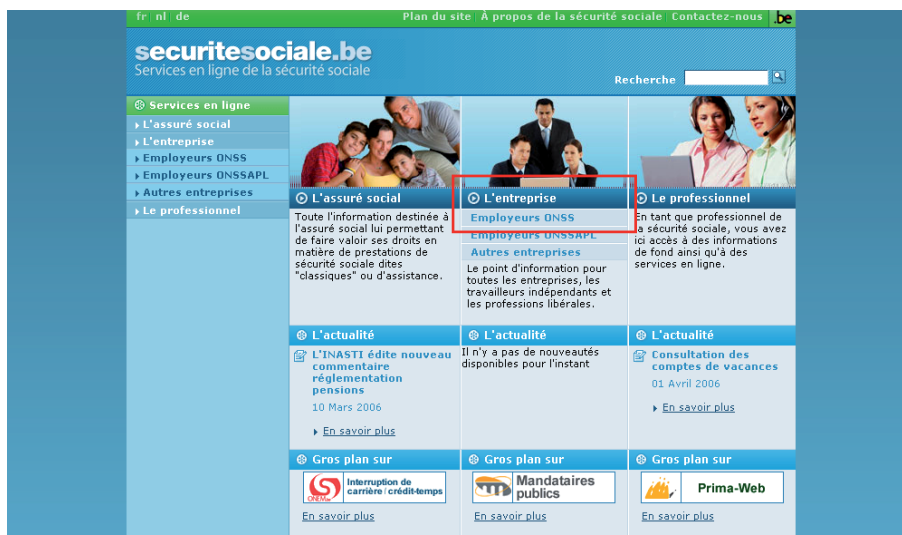 fr nl de
Plan du site À propos de la sécurité sociale Contactez-nous .be
securitesociale.be
Services en ligne de la sécurité sociale
Recherche
Services en ligne
L'assuré social
L'entreprise
Employeurs ONSS
Employeurs ONSSAPL
Autres entreprises
Le professionnel
L'assuré social
Toute l'information destinée à
l'assuré social lui permettant
de faire valoir ses droits en
matière de prestations de
sécurité sociale dites
"classiques" ou d'assistance.
L'entreprise
Employeurs ONSS
Employeurs ONSSAPL
Autres entreprises
Le point d'information pour
toutes les entreprises, les
travailleurs indépendants et
les professions libérales.
Le professionnel
En tant que professionnel de
la sécurité sociale, vous avez
ici accès à des informations
de fond ainsi qu'à des
services en ligne.
L'actualité
L'INASTI édite nouveau
commentaire
réglementation
pensions
10 Mars 2006
En savoir plus
L'actualité
Il n'y a pas de nouveautés
disponibles pour l'instant
L'actualité
Consultation des
comptes de vacances
01 Avril 2006
En savoir plus
Gros plan sur
ONEM
Interruption de
carrière / crédit-temps
En savoir plus
Gros plan sur
Mandataires
publics
En savoir plus
Gros plan sur
Prima-Web
En savoir plus